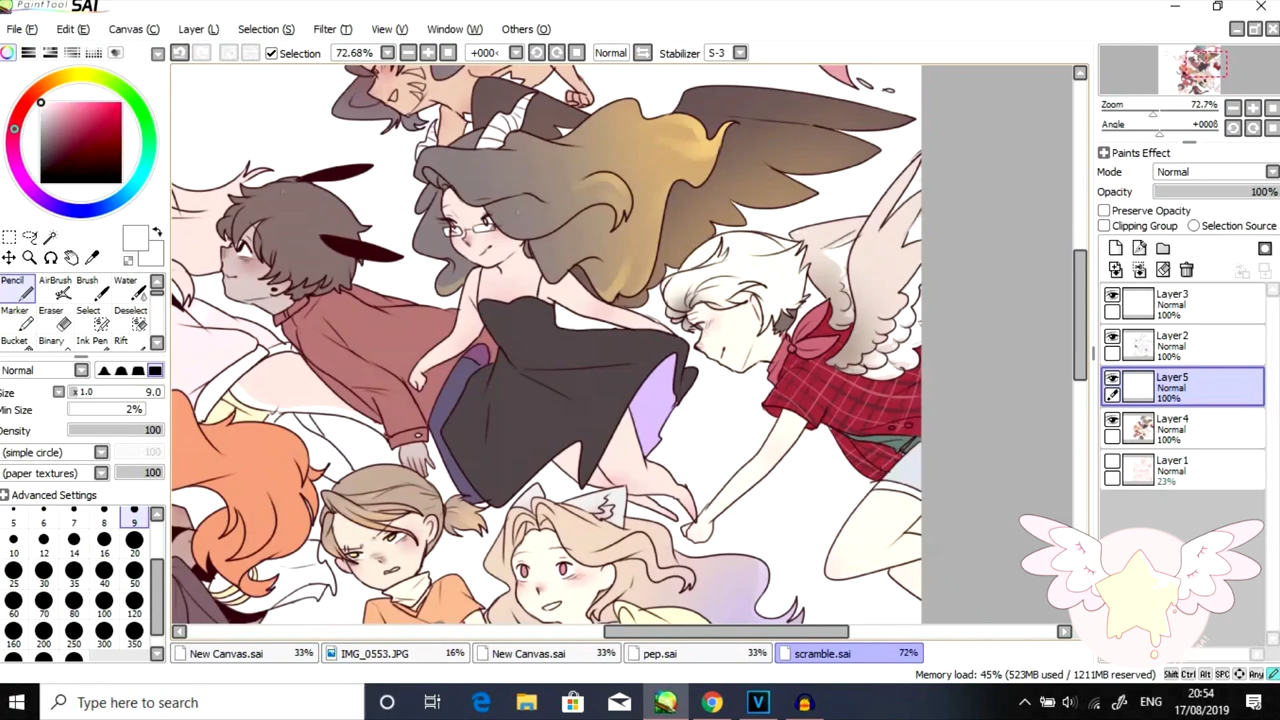 PaintTool SAI
File (F) Edit (E) Canvas (C) Layer (L) Selection (S) Filter (T) View (V) Window (W) Others (O)
Selection 72.68% +000< Normal Stabilizer S-3
Zoom 72.7%
Angle +000ß
Paints Effect
Mode Normal
Opacity 100%
Preserve Opacity
Clipping Group Selection Source
Pencil AirBrush Brush Water
Marker Eraser Select Deselect
Bucket Binary Ink Pen Rift
Normal
Size x 1.0 9.0
Min Size 2%
Density 100
(simple circle) 100
(paper textures) 100
Advanced Settings
5 6 7 8 9
10 12 14 16 20
25 30 35 40 50
60 70 80 100 120
160 200 250 300 350
Layer3
Normal
100%
Layer2
Normal
100%
Layer5
Normal
100%
Layer4
Normal
100%
Layer1
Normal
23%
New Canvas.sai 33% IMG_0553.JPG 16% New Canvas.sai 33% pep.sai 33% scramble.sai 72%
Memory load: 45% (523MB used / 1211MB reserved) Shift Ctrl Alt SPC Any
Type here to search
ENG
20:54
17/08/2019